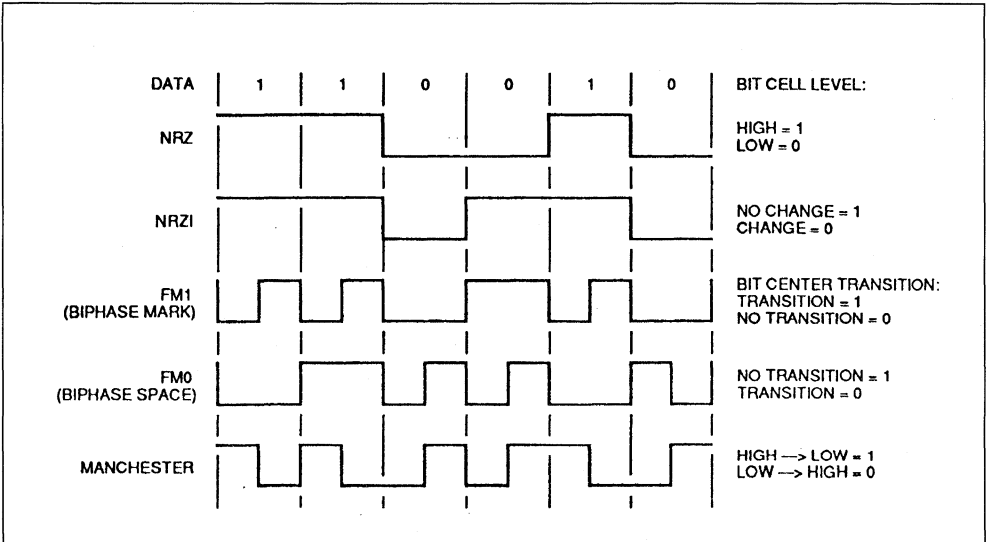 DATA 1 1 0 0 1 0 BIT CELL LEVEL:
NRZ
HIGH = 1
LOW = 0
NRZI
NO CHANGE = 1
CHANGE = 0
FM1
(BIPHASE MARK)
BIT CENTER TRANSITION:
TRANSITION = 1
NO TRANSITION = 0
FM0
(BIPHASE SPACE)
NO TRANSITION = 1
TRANSITION = 0
MANCHESTER
HIGH —> LOW = 1
LOW —> HIGH = 0